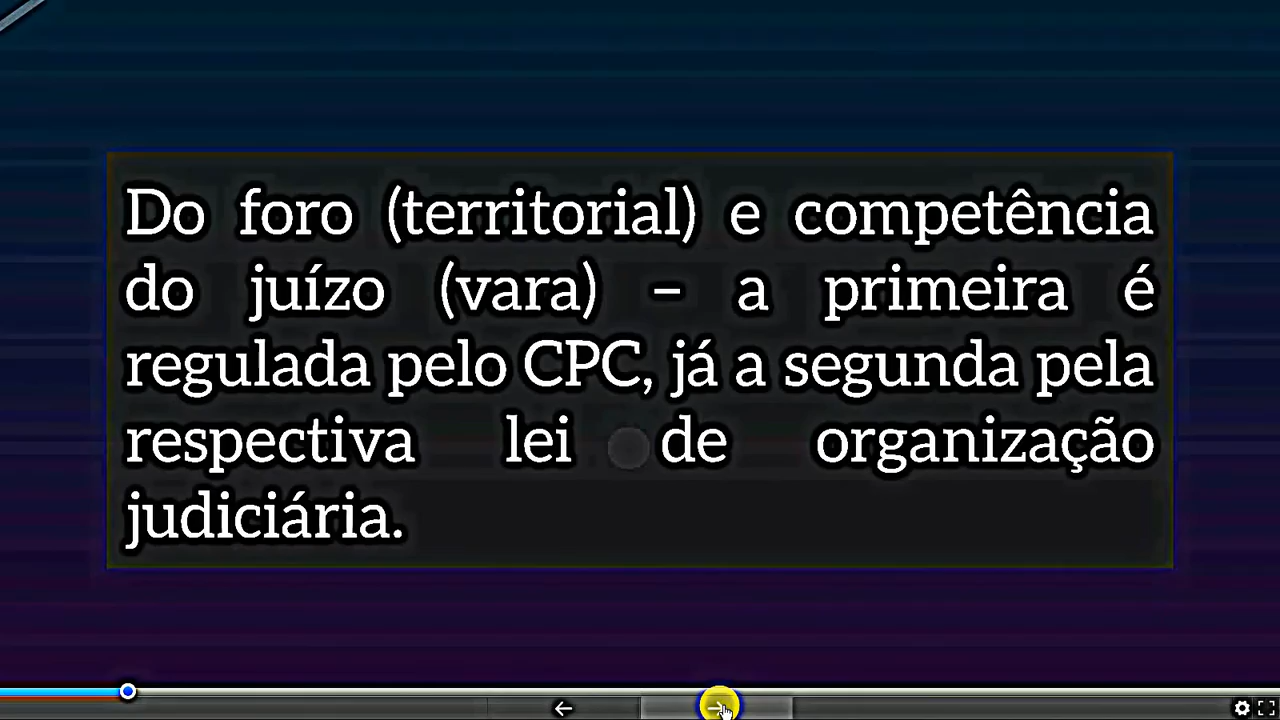 Do foro (territorial) e competência
do juízo (vara) – a primeira é
regulada pelo CPC, já a segunda pela
respectiva lei de organização
judiciária.